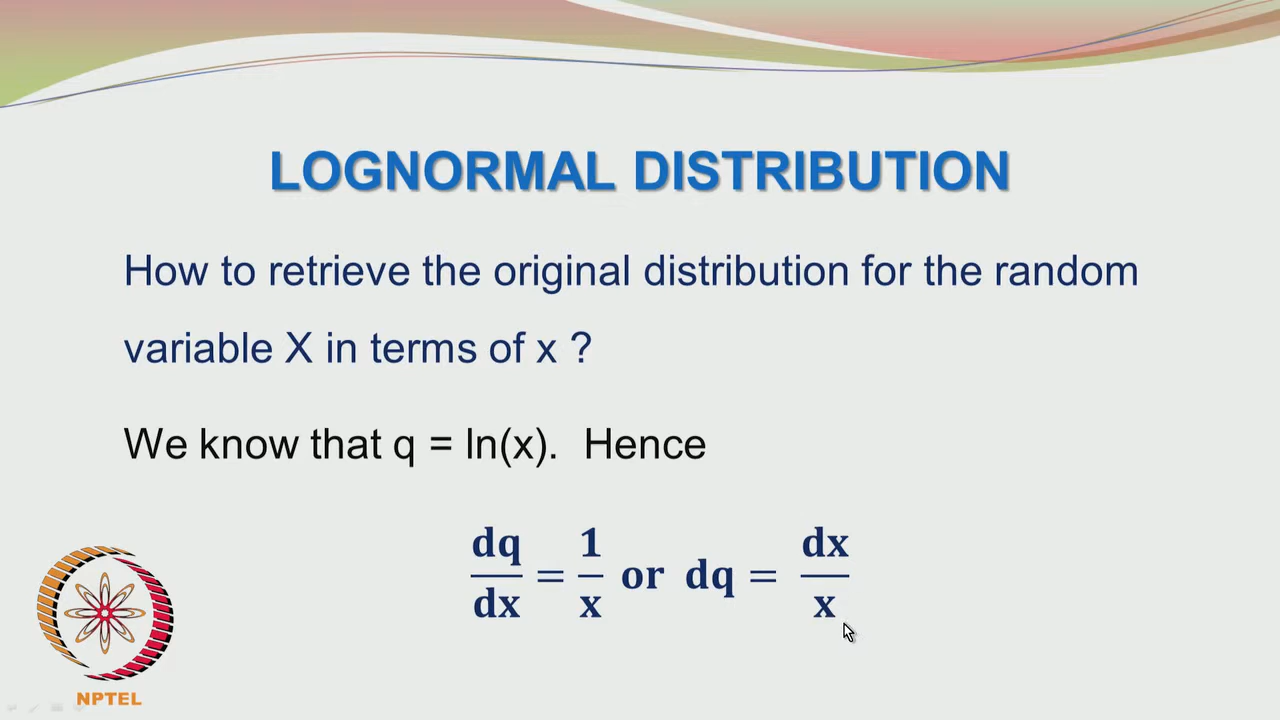 LOGNORMAL DISTRIBUTION
How to retrieve the original distribution for the random
variable X in terms of x ?
We know that q = ln(x). Hence
dq/dx = 1/x or dq = dx/x
NPTEL